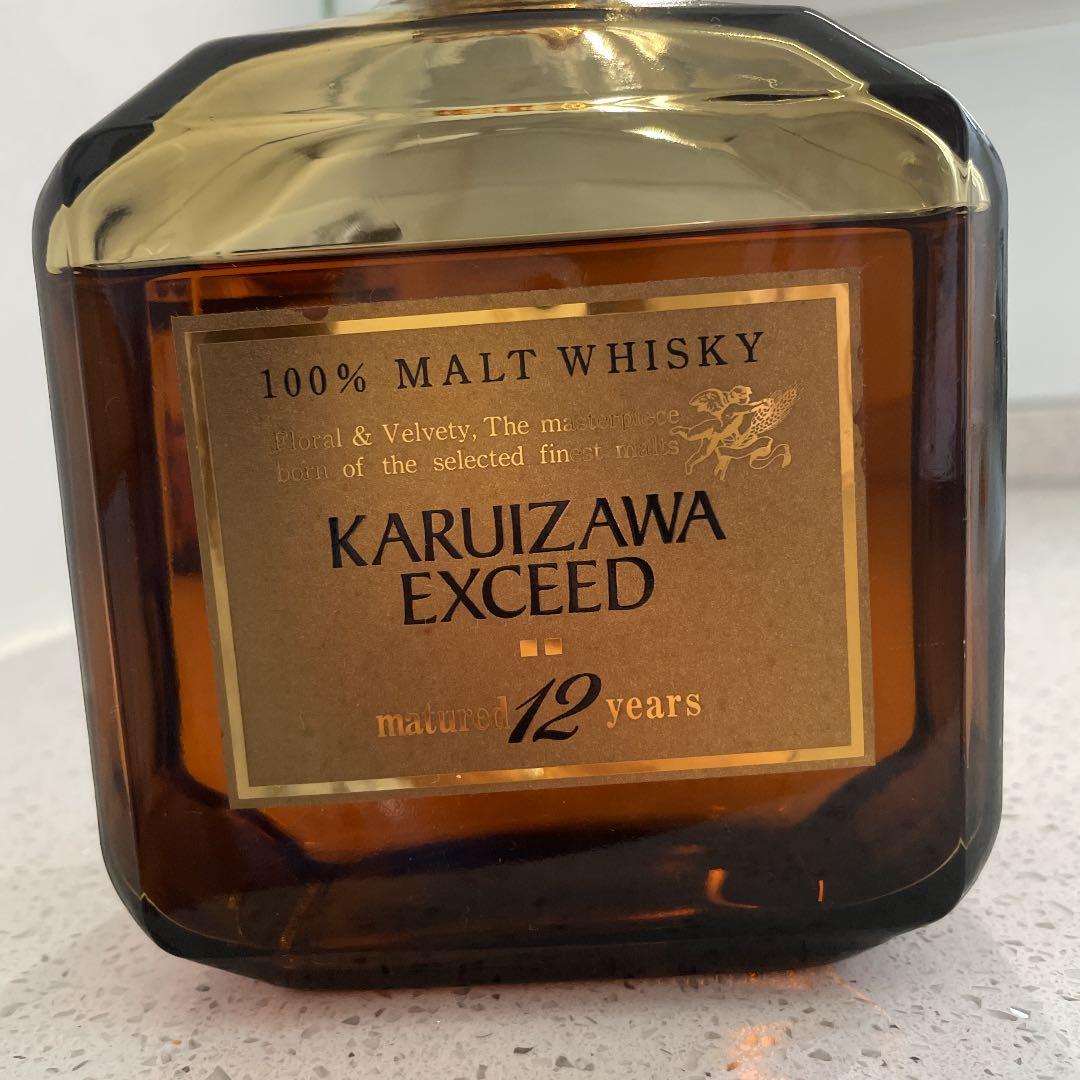 100% MALT WHISKY
Floral & Velvety, The masterpiece
born of the selected finest malts
KARUIZAWA
EXCEED
matured 12 years